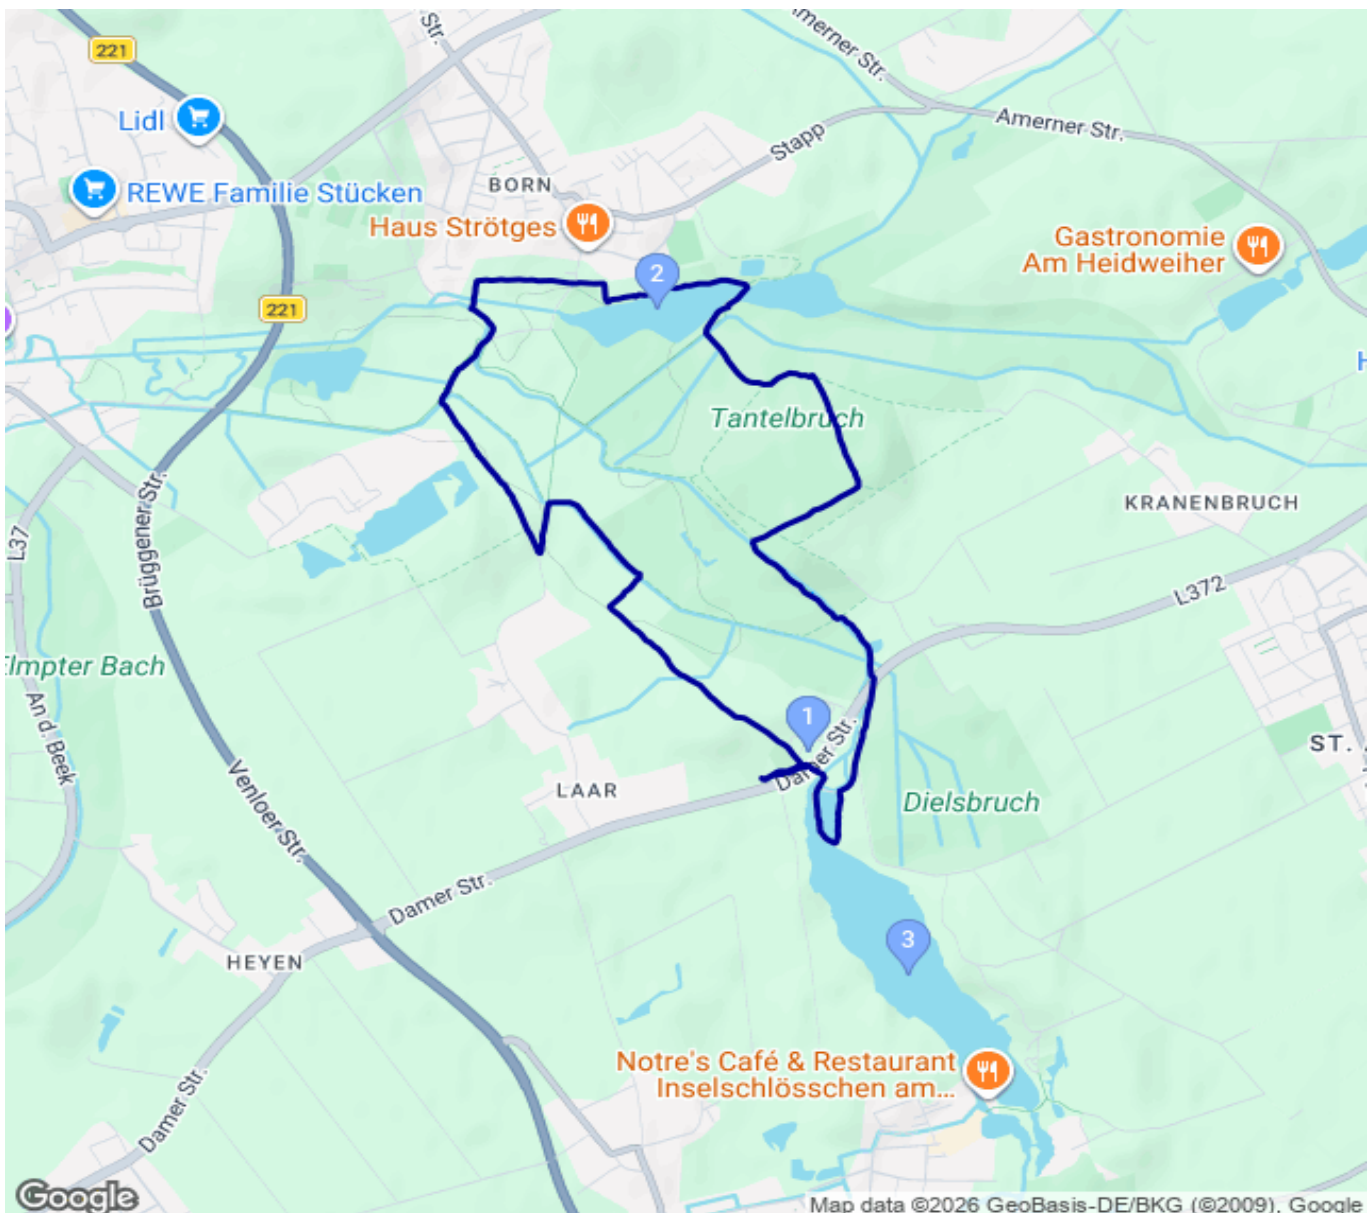 Str.
Amerner Str.
221
Lidl
Amerner Str.
Stapp
BORN
REWE Familie Stücken
Haus Strötges
Gastronomie
Am Heidweiher
2
221
H
Tantelbruch
L37
Brüggener Str.
KRANENBRUCH
L372
Elmpter Bach
An d. Beek
1
Damer Str.
ST.
Venloer Str.
LAAR
Dielsbruch
Damer Str.
3
HEYEN
Notre's Café & Restaurant
Inselschlösschen am...
Damer Str.
Google
Map data ©2026 GeoBasis-DE/BKG (©2009), Google